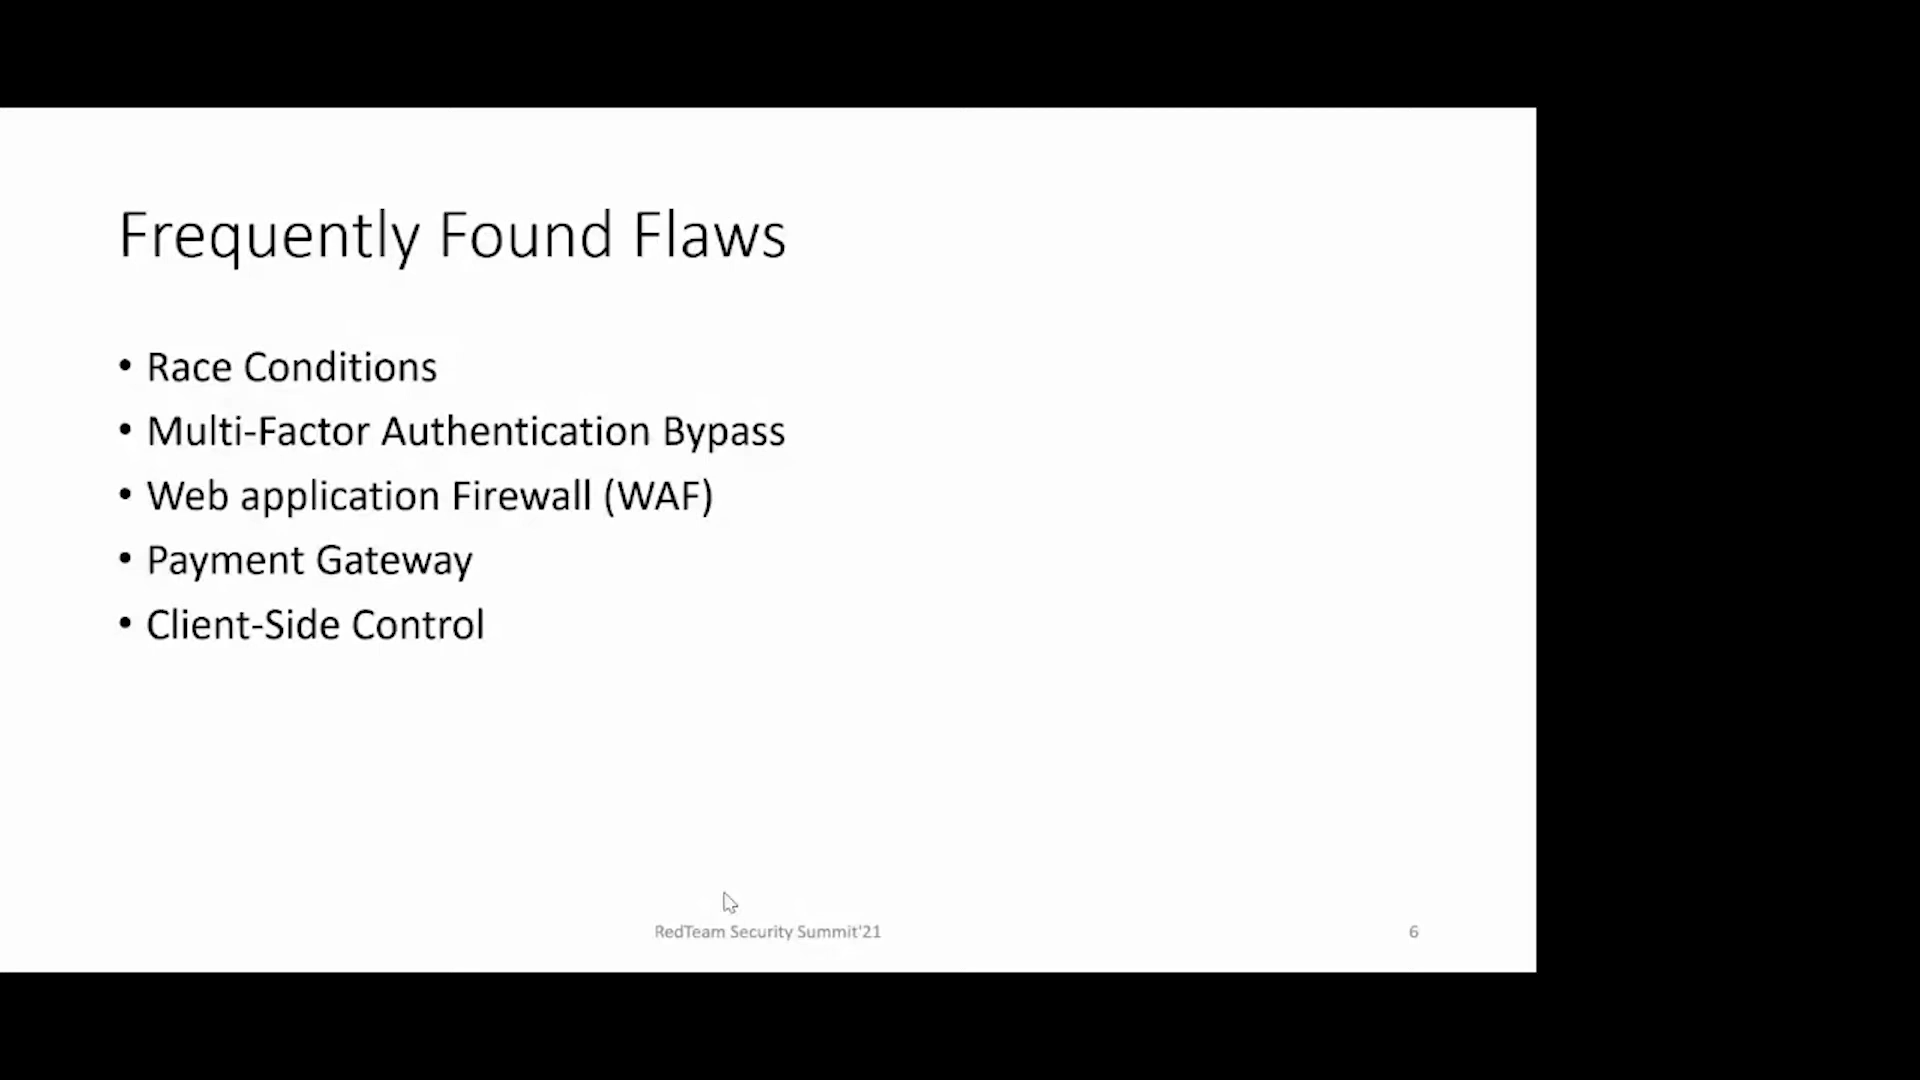 Frequently Found Flaws
• Race Conditions
• Multi-Factor Authentication Bypass
• Web application Firewall (WAF)
• Payment Gateway
• Client-Side Control
RedTeam Security Summit'21
6